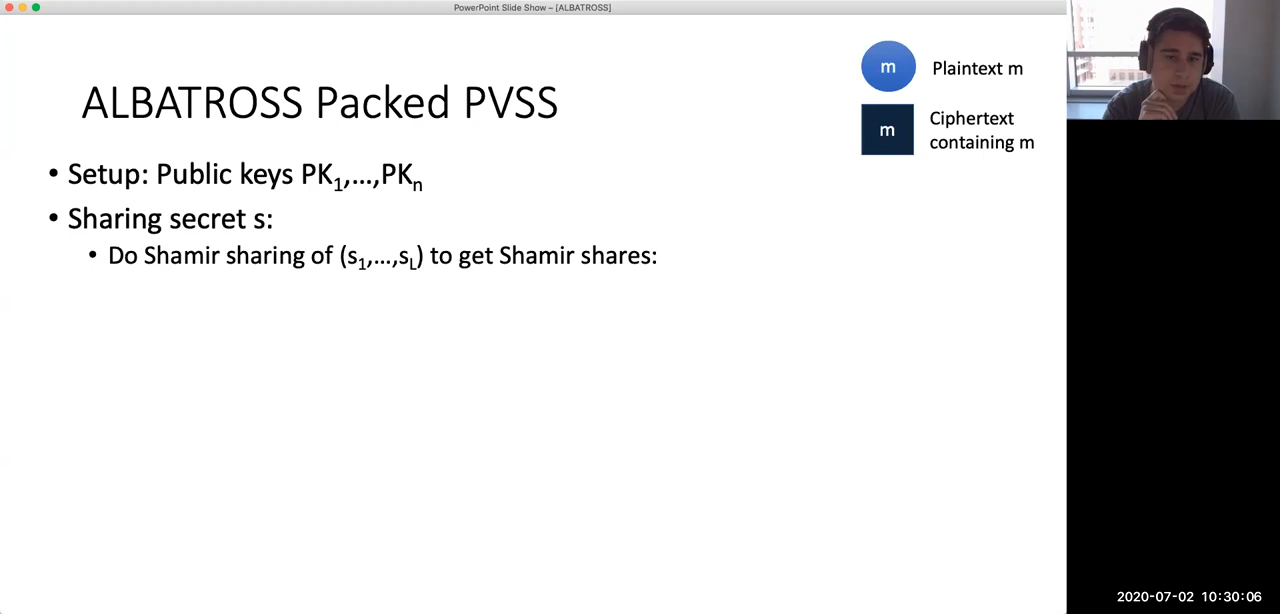 PowerPoint Slide Show – [ALBATROSS]
m Plaintext m
ALBATROSS Packed PVSS
m Ciphertext
containing m
• Setup: Public keys PK1,...,PKn
• Sharing secret s:
• Do Shamir sharing of (s1,...,sL) to get Shamir shares:
2020-07-02 10:30:06